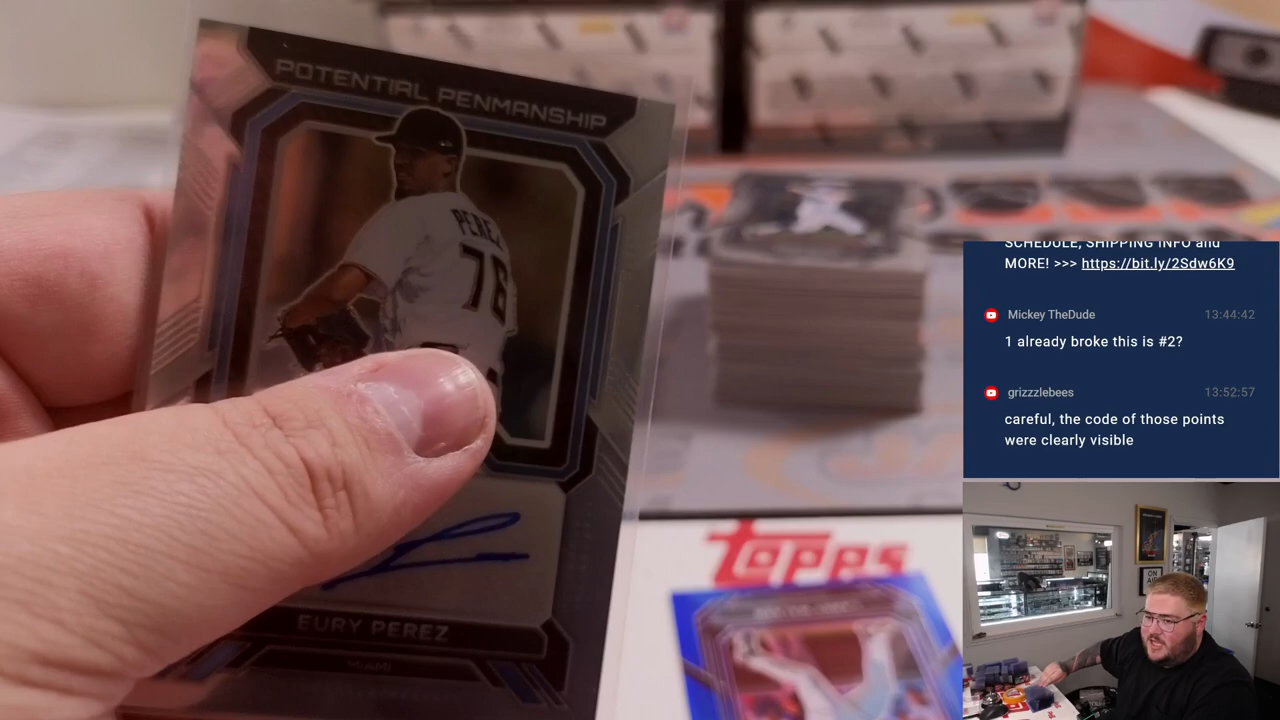 POTENTIAL PENMANSHIP
PEREZ
76
EURY PEREZ
MIAMI
Topps
SCHEDULE, SHIPPING INFO and
MORE! >>> https://bit.ly/2Sdw6K9
Mickey TheDude 13:44:42
1 already broke this is #2?
grizzzlebees 13:52:57
careful, the code of those points
were clearly visible
ON
AIR